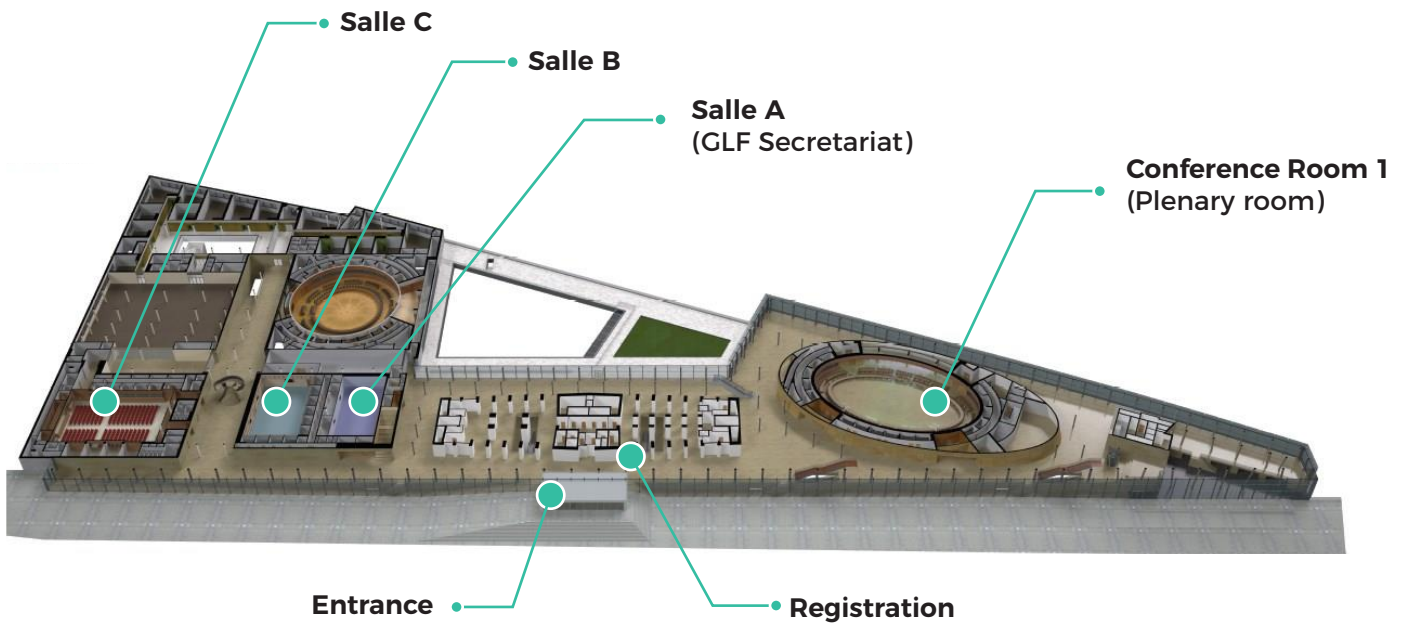 Salle C
Salle B
Salle A
(GLF Secretariat)
Conference Room 1
(Plenary room)
Entrance
Registration